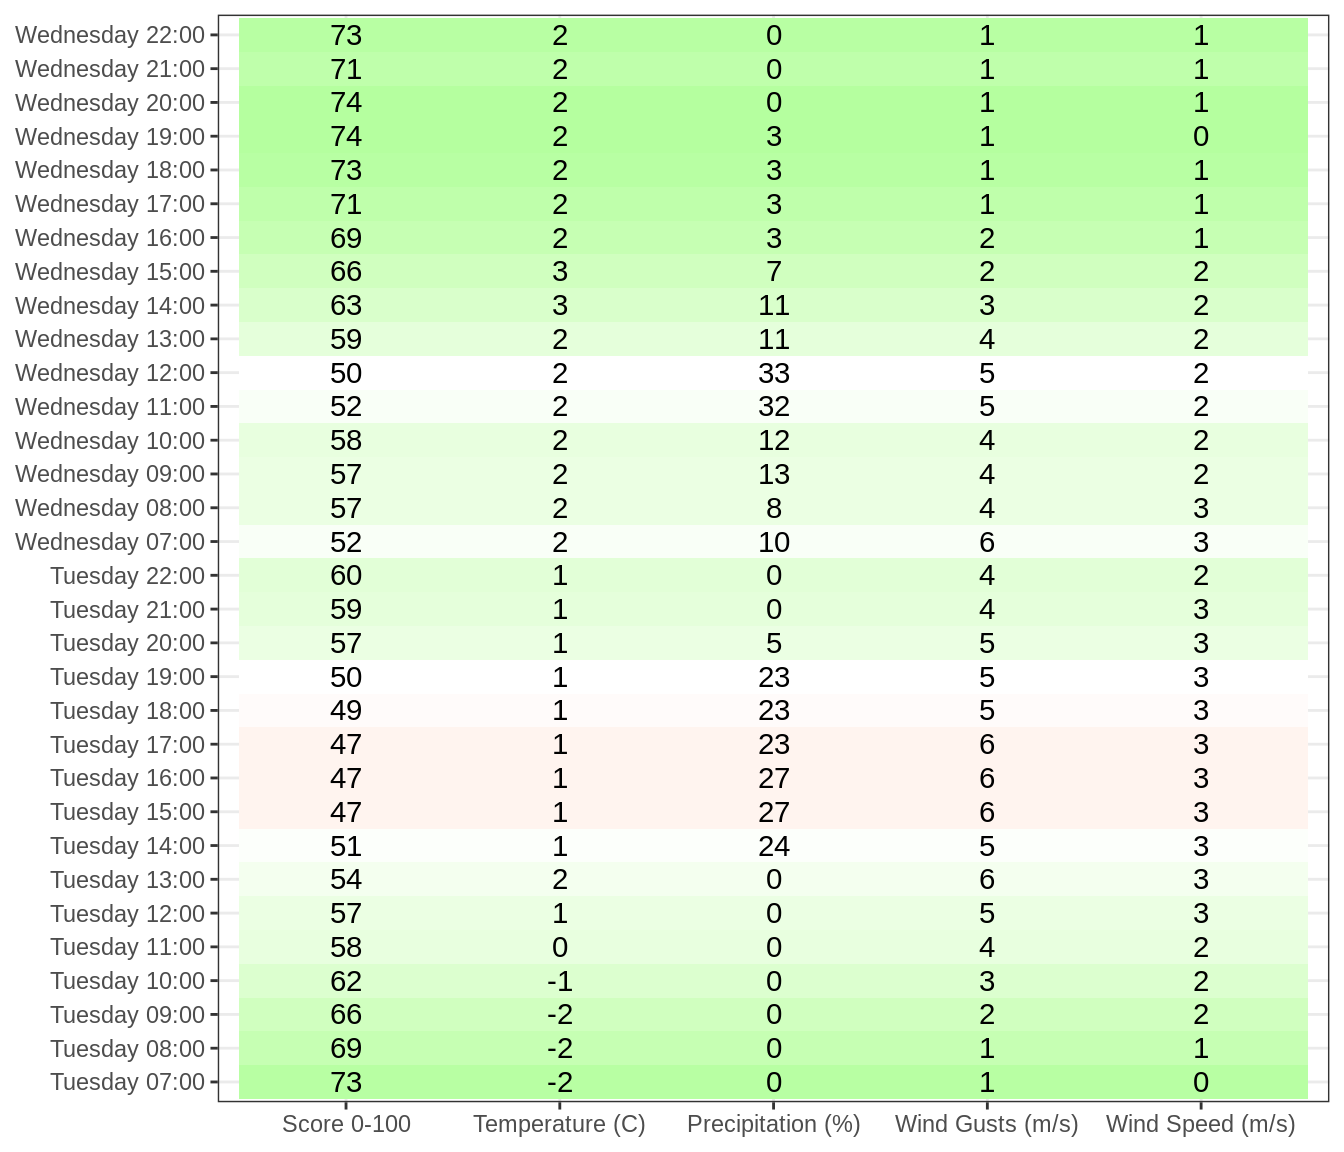 Wednesday 22:00 73 2 0 1 1
Wednesday 21:00 71 2 0 1 1
Wednesday 20:00 74 2 0 1 1
Wednesday 19:00 74 2 3 1 0
Wednesday 18:00 73 2 3 1 1
Wednesday 17:00 71 2 3 1 1
Wednesday 16:00 69 2 3 2 1
Wednesday 15:00 66 3 7 2 2
Wednesday 14:00 63 3 11 3 2
Wednesday 13:00 59 2 11 4 2
Wednesday 12:00 50 2 33 5 2
Wednesday 11:00 52 2 32 5 2
Wednesday 10:00 58 2 12 4 2
Wednesday 09:00 57 2 13 4 2
Wednesday 08:00 57 2 8 4 3
Wednesday 07:00 52 2 10 6 3
Tuesday 22:00 60 1 0 4 2
Tuesday 21:00 59 1 0 4 3
Tuesday 20:00 57 1 5 5 3
Tuesday 19:00 50 1 23 5 3
Tuesday 18:00 49 1 23 5 3
Tuesday 17:00 47 1 23 6 3
Tuesday 16:00 47 1 27 6 3
Tuesday 15:00 47 1 27 6 3
Tuesday 14:00 51 1 24 5 3
Tuesday 13:00 54 2 0 6 3
Tuesday 12:00 57 1 0 5 3
Tuesday 11:00 58 0 0 4 2
Tuesday 10:00 62 -1 0 3 2
Tuesday 09:00 66 -2 0 2 2
Tuesday 08:00 69 -2 0 1 1
Tuesday 07:00 73 -2 0 1 0
Score 0-100 Temperature (C) Precipitation (%) Wind Gusts (m/s) Wind Speed (m/s)